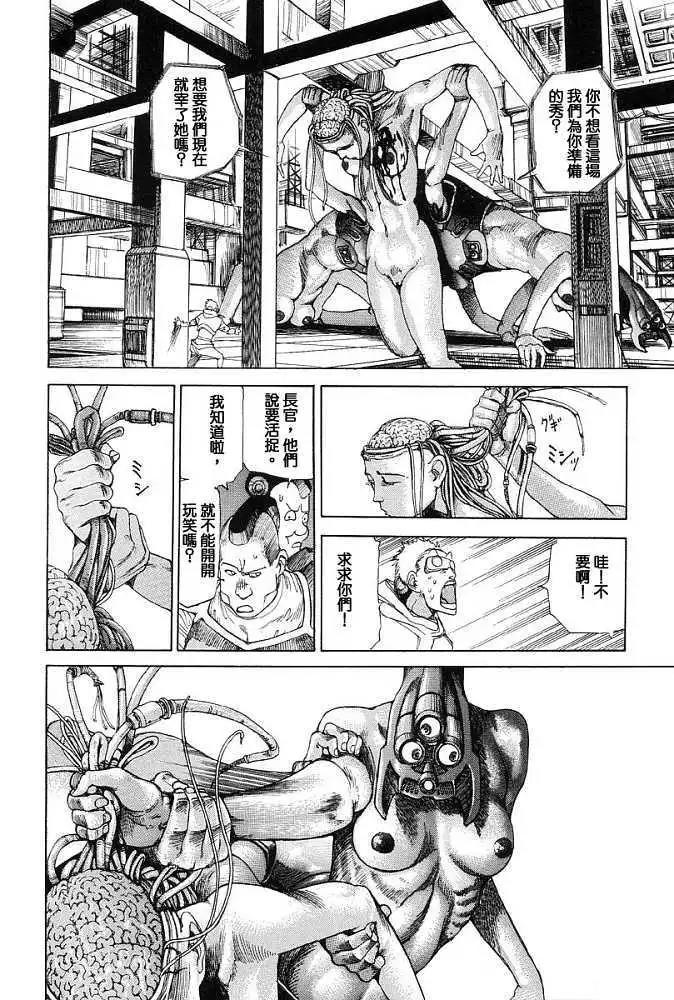 你不想看這場
我們為你準備
的秀?
想要我們現在
就宰了她嗎?
グギ
ミシッ
長官,他們
說要活捉。
我知道啦,
就不能開開
玩笑嗎?
ミシ
哇!不
要啊!
求求你們!